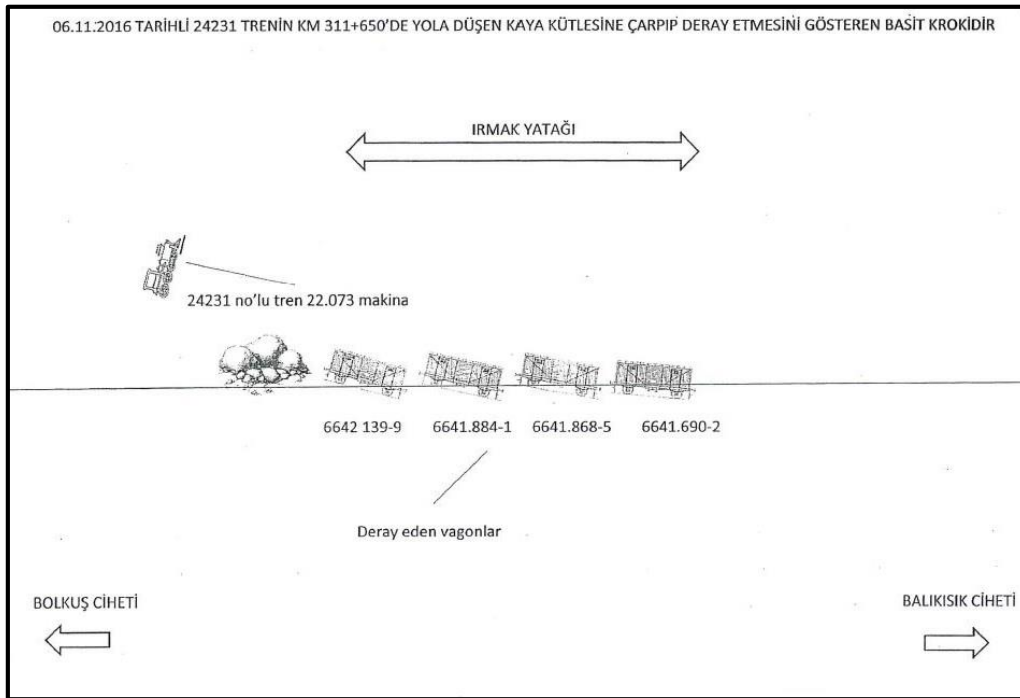 06.11.2016 TARİHLİ 24231 TRENİN KM 311+650'DE YOLA DÜŞEN KAYA KÜTLESİNE ÇARPIP DERAY ETMESİNİ GÖSTEREN BASİT KROKİDİR
IRMAK YATAĞI
24231 no'lu tren 22.073 makina
6642 139-9 6641.884-1 6641.868-5 6641.690-2
Deray eden vagonlar
BOLKUŞ CİHETİ BALIKISIK CİHETİ